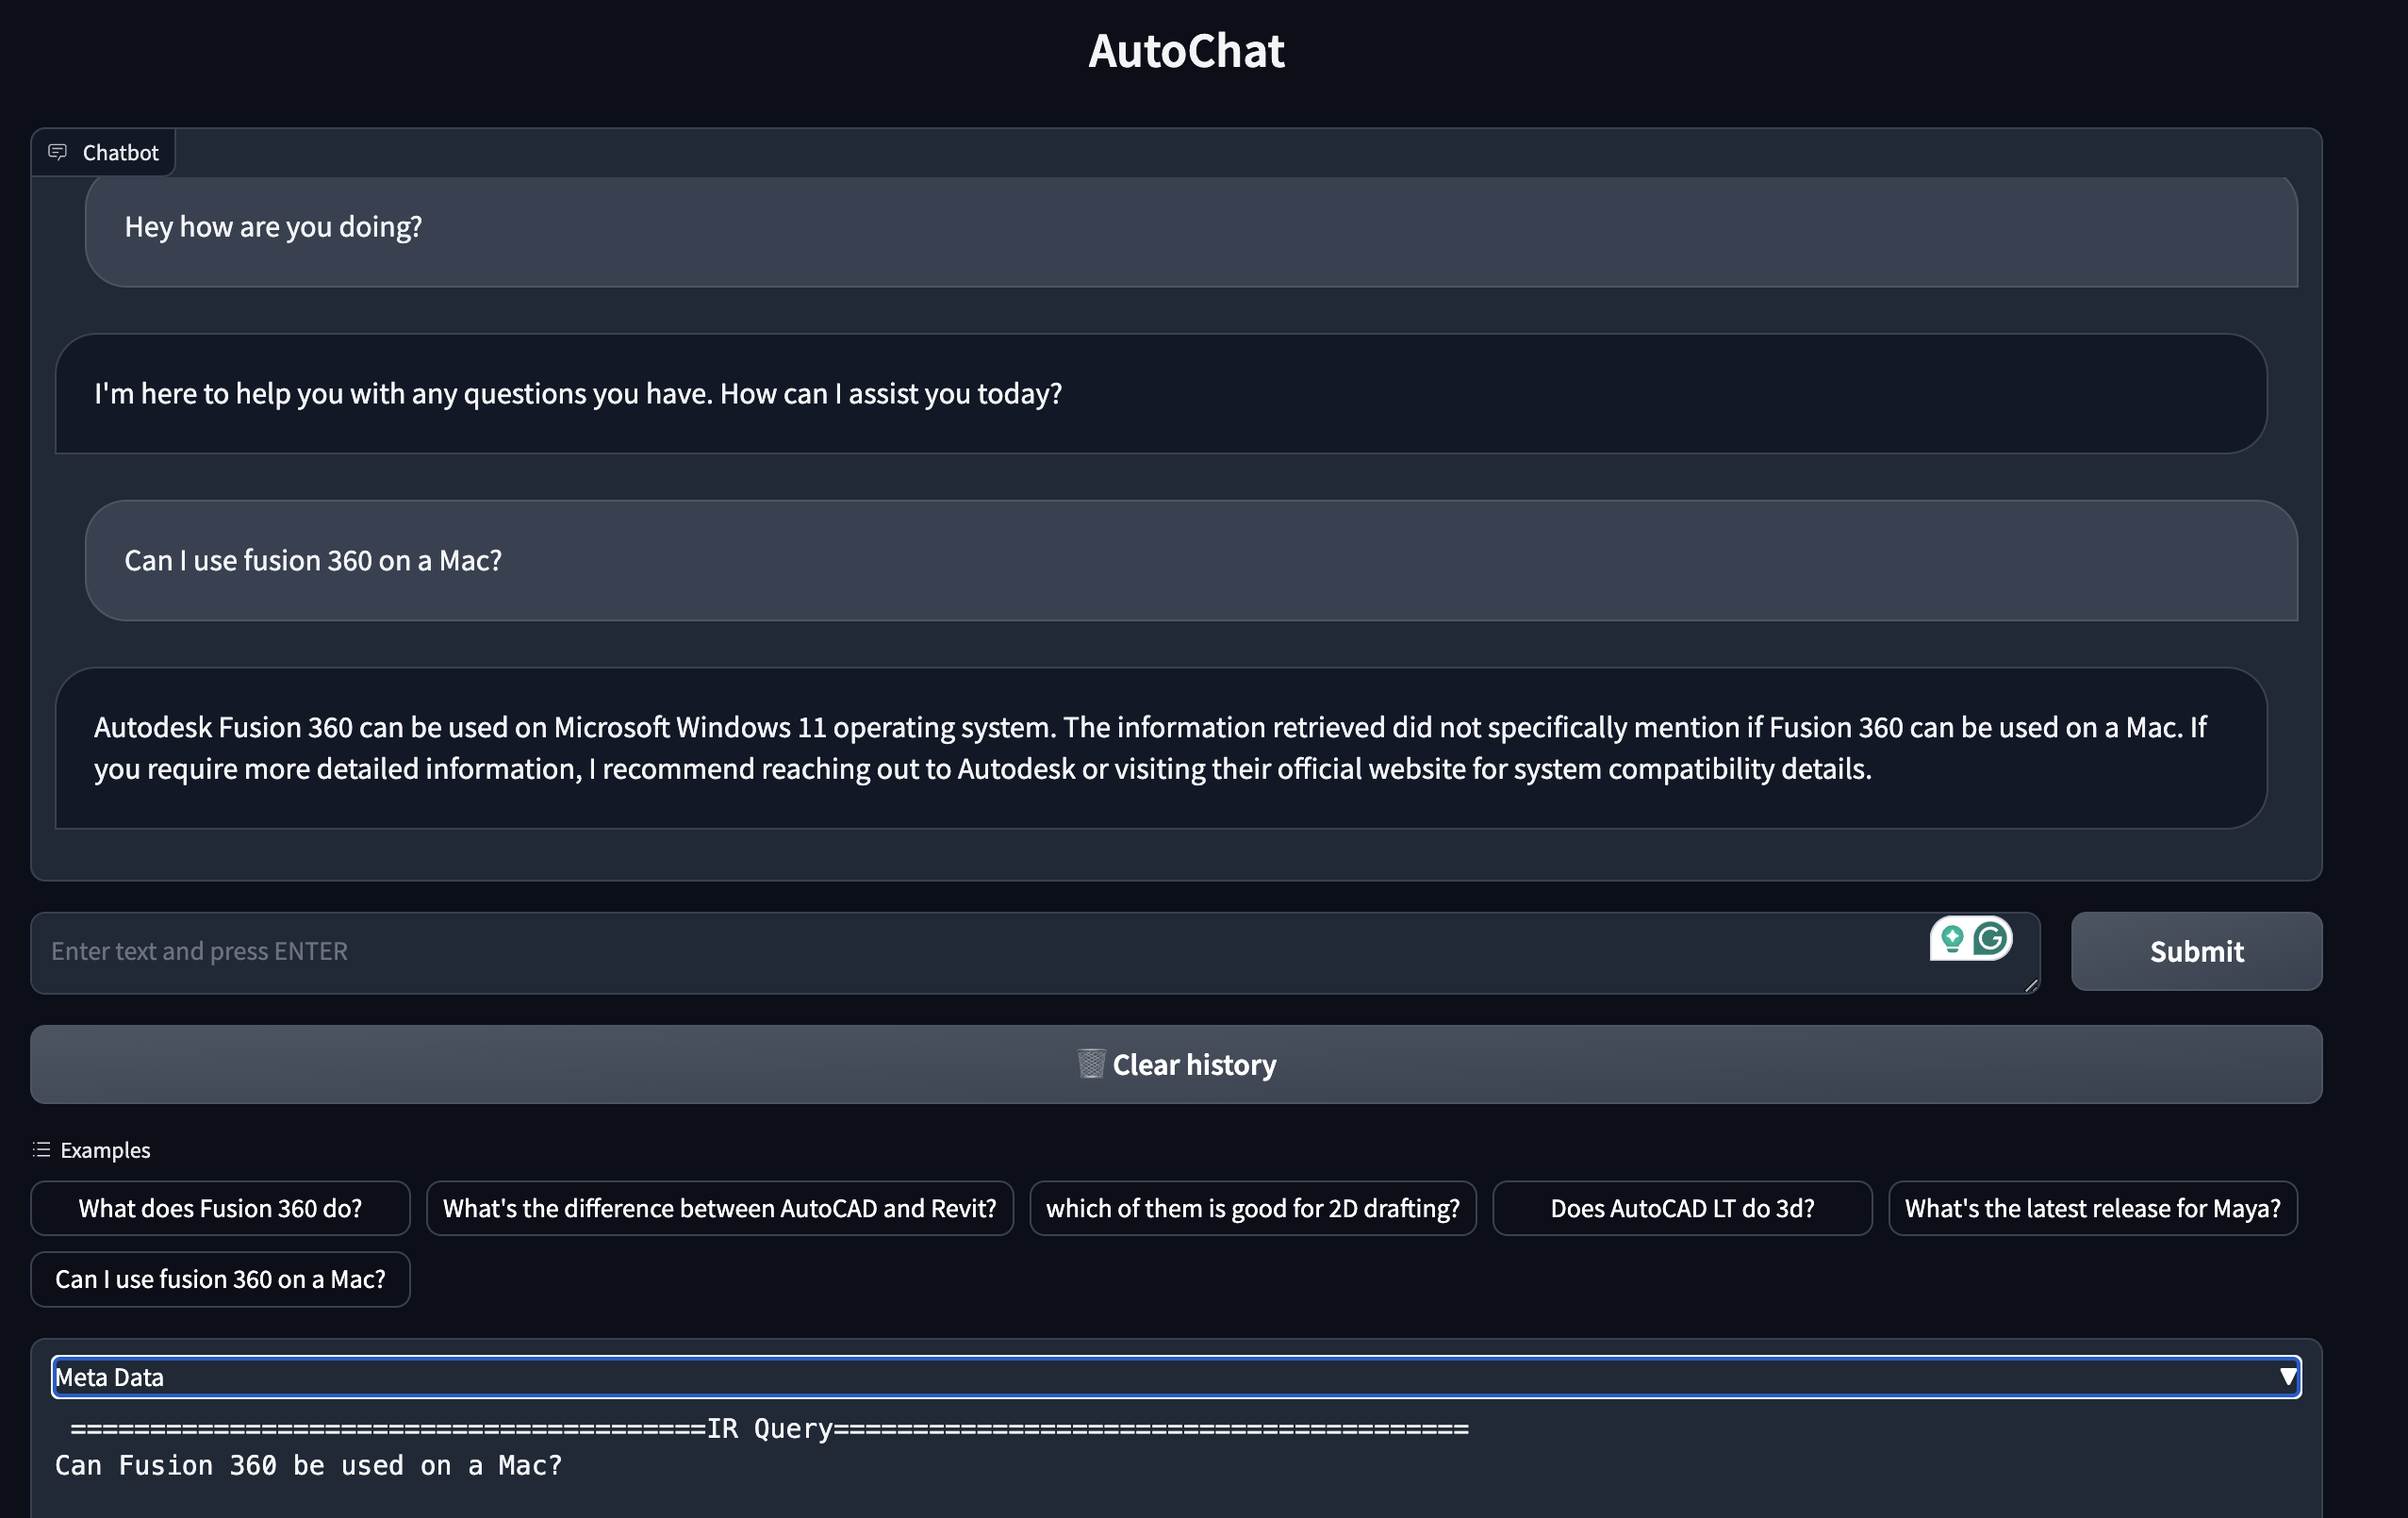 AutoChat
Chatbot
Hey how are you doing?
I'm here to help you with any questions you have. How can I assist you today?
Can I use fusion 360 on a Mac?
Autodesk Fusion 360 can be used on Microsoft Windows 11 operating system. The information retrieved did not specifically mention if Fusion 360 can be used on a Mac. If
you require more detailed information, I recommend reaching out to Autodesk or visiting their official website for system compatibility details.
Enter text and press ENTER
Submit
Clear history
Examples
What does Fusion 360 do?
What's the difference between AutoCAD and Revit?
which of them is good for 2D drafting?
Does AutoCAD LT do 3d?
What's the latest release for Maya?
Can I use fusion 360 on a Mac?
Meta Data
========================================IR Query========================================
Can Fusion 360 be used on a Mac?